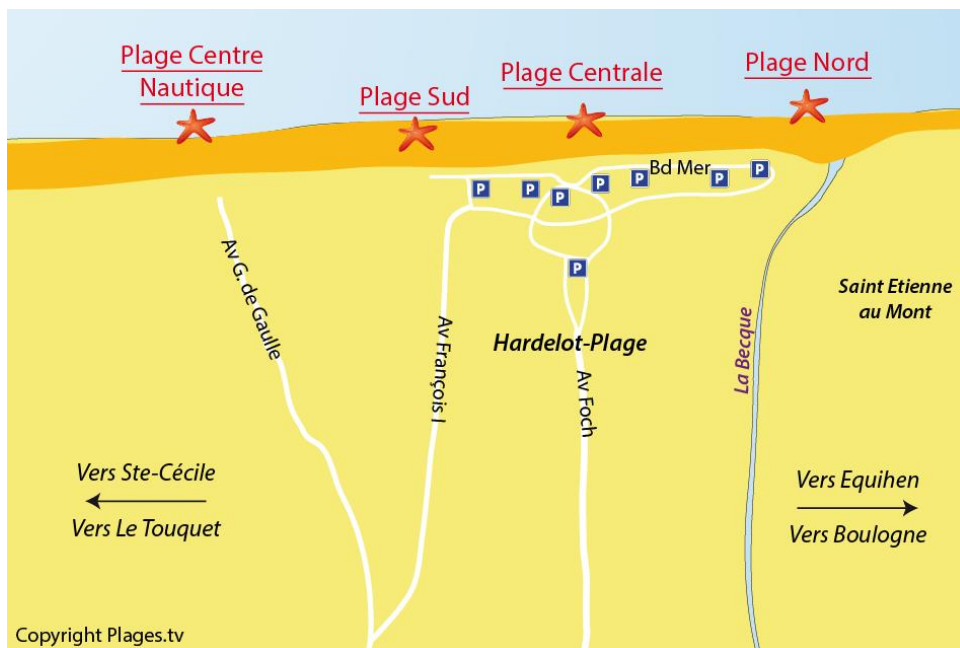 Plage Centre
Nautique
Plage Sud
Plage Centrale
Plage Nord
Bd Mer
P
P
P
P
P
P
P
P
Av G. de Gaulle
Av François I
Hardelot-Plage
Av Foch
La Becque
Saint Etienne
au Mont
Vers Ste-Cécile
Vers Le Touquet
Vers Equihen
Vers Boulogne
Copyright Plages.tv